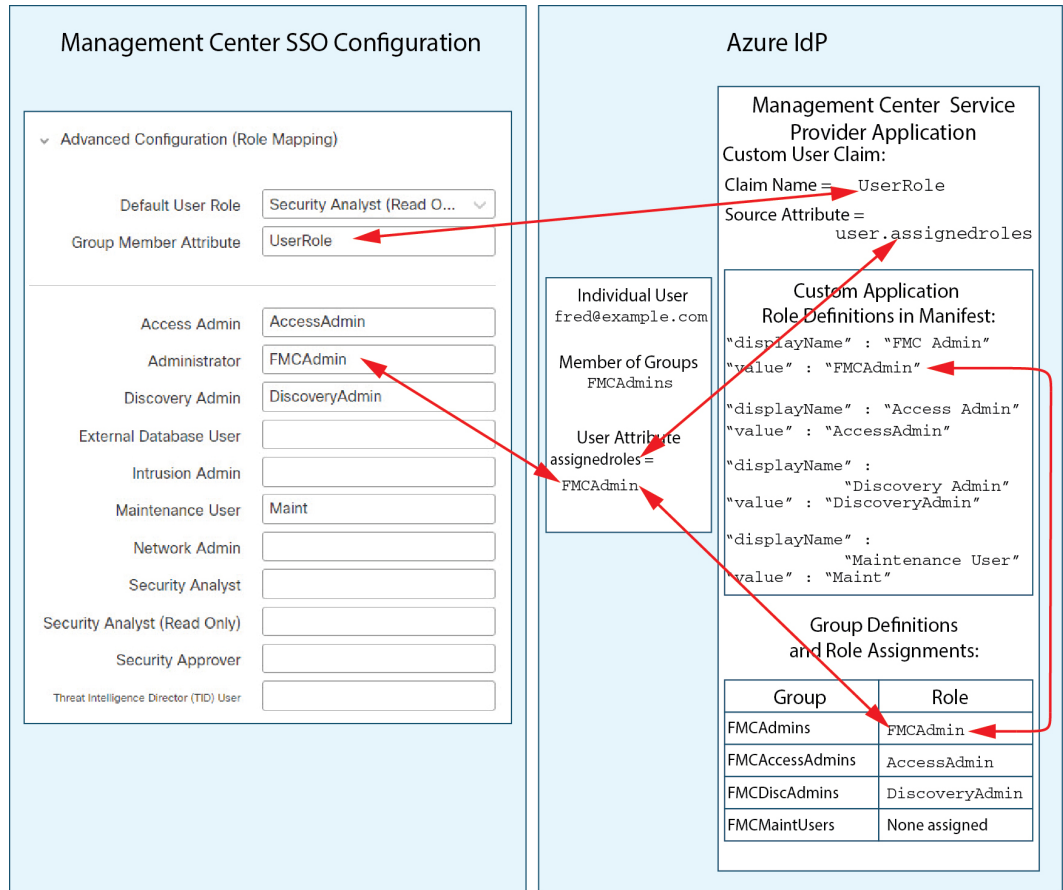 Management Center SSO Configuration
Advanced Configuration (Role Mapping)
Default User Role
Security Analyst (Read O...
Group Member Attribute
UserRole
Access Admin
AccessAdmin
Administrator
FMCAdmin
Discovery Admin
DiscoveryAdmin
External Database User
Intrusion Admin
Maintenance User
Maint
Network Admin
Security Analyst
Security Analyst (Read Only)
Security Approver
Threat Intelligence Director (TID) User
Azure IdP
Individual User
fred@example.com
Member of Groups
FMCAdmins
User Attribute
assignedroles =
FMCAdmin
Management Center Service
Provider Application
Custom User Claim:
Claim Name = UserRole
Source Attribute =
user.assignedroles
Custom Application
Role Definitions in Manifest:
“displayName” : “FMC Admin”
“value” : “FMCAdmin”
“displayName” : “Access Admin”
“value” : “AccessAdmin”
“displayName” :
“Discovery Admin”
“value” : “DiscoveryAdmin”
“displayName” :
“Maintenance User”
“value” : “Maint”
Group Definitions
and Role Assignments:
Group Role
FMCAdmins FMCAdmin
FMCAccessAdmins AccessAdmin
FMCDiscAdmins DiscoveryAdmin
FMCMaintUsers None assigned